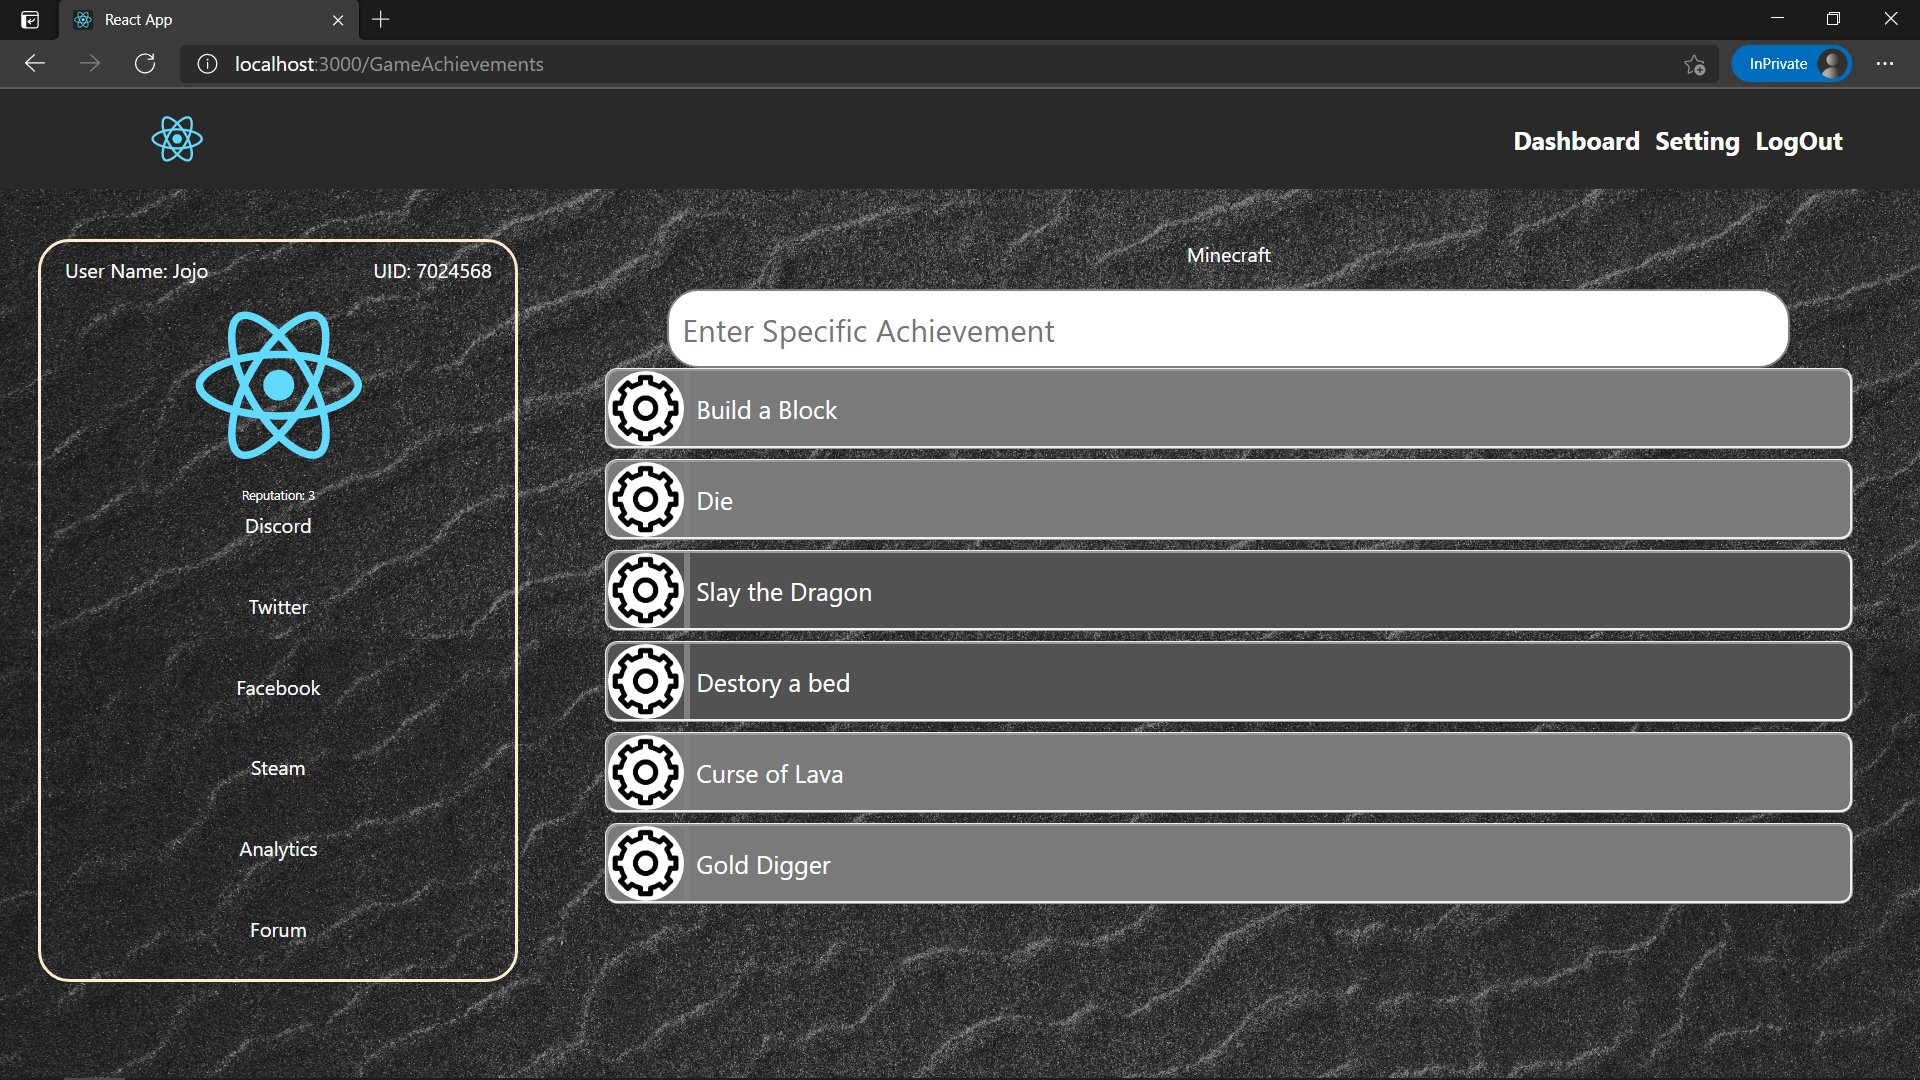 React App
localhost:3000/GameAchievements
InPrivate
Dashboard Setting LogOut
User Name: Jojo UID: 7024568
Reputation: 3
Discord
Twitter
Facebook
Steam
Analytics
Forum
Minecraft
Enter Specific Achievement
Build a Block
Die
Slay the Dragon
Destory a bed
Curse of Lava
Gold Digger